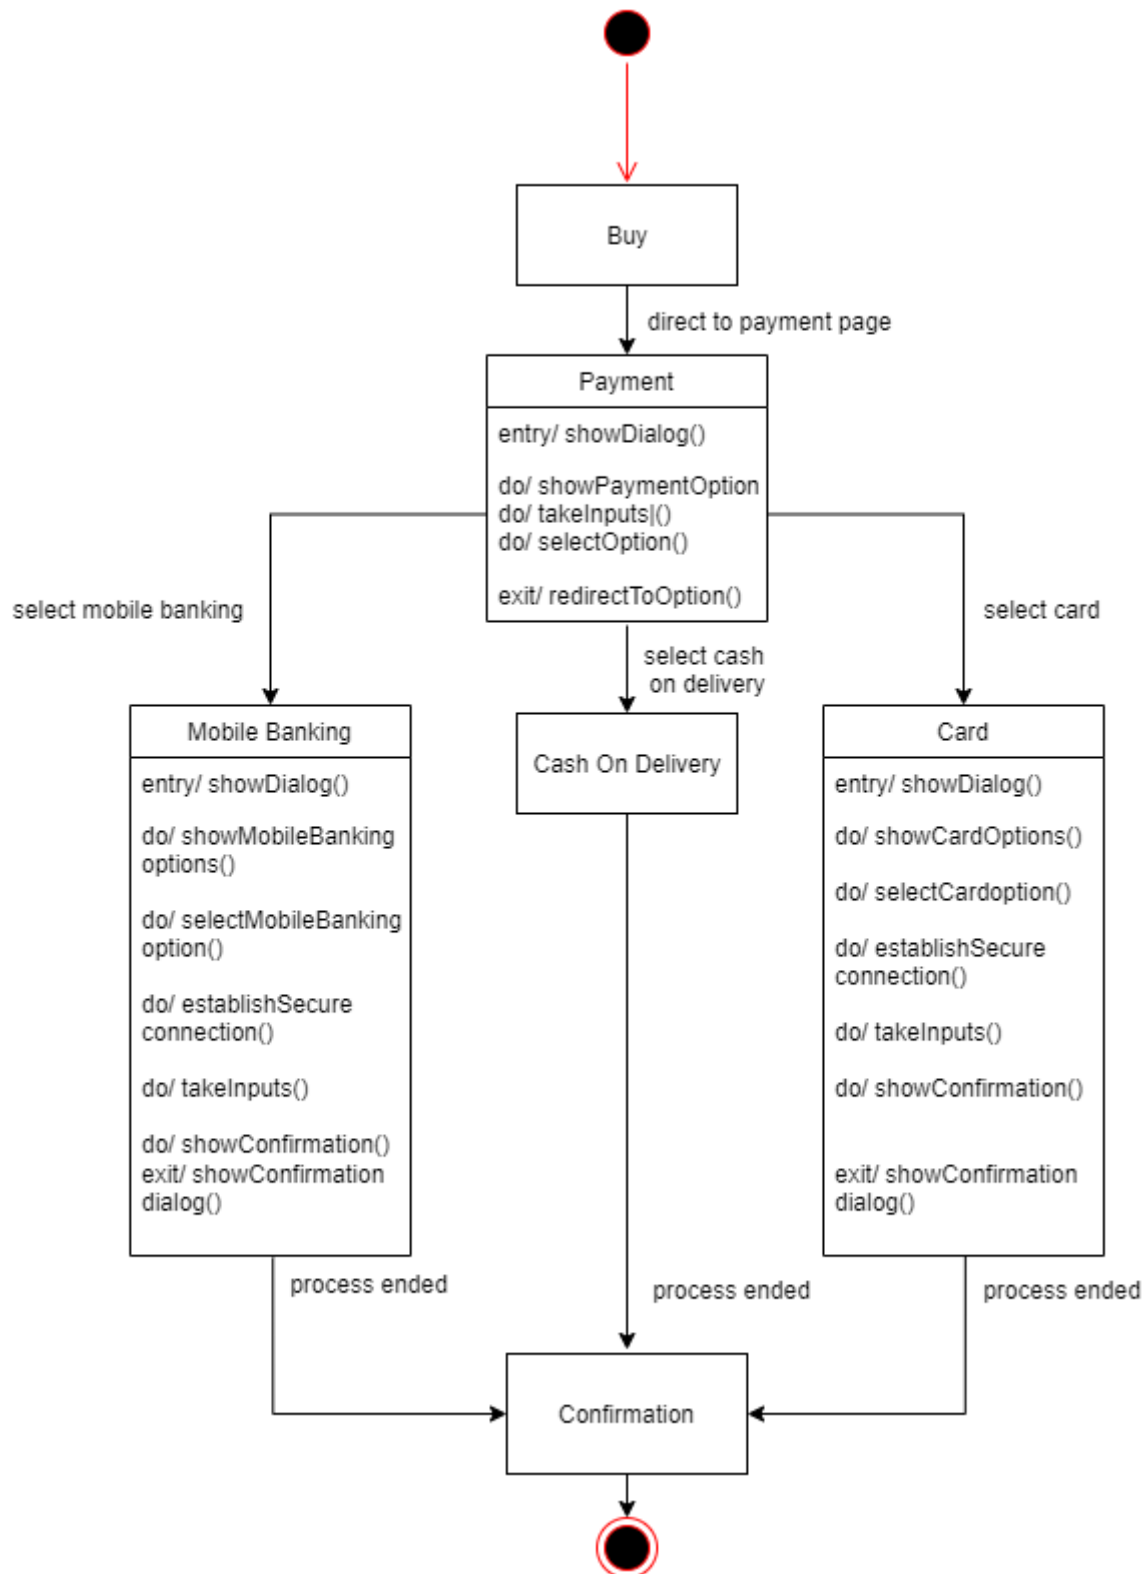 Buy
direct to payment page
Payment
entry/ showDialog()
do/ showPaymentOption
do/ takeInputs|()
do/ selectOption()
exit/ redirectToOption()
select mobile banking
select cash
on delivery
select card
Mobile Banking
entry/ showDialog()
do/ showMobileBanking
options()
do/ selectMobileBanking
option()
do/ establishSecure
connection()
do/ takeInputs()
do/ showConfirmation()
exit/ showConfirmation
dialog()
Cash On Delivery
Card
entry/ showDialog()
do/ showCardOptions()
do/ selectCardoption()
do/ establishSecure
connection()
do/ takeInputs()
do/ showConfirmation()
exit/ showConfirmation
dialog()
process ended
process ended
process ended
Confirmation